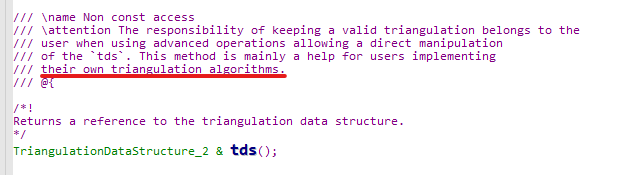 /// \name Non const access
/// \attention The responsibility of keeping a valid triangulation belongs to the
/// user when using advanced operations allowing a direct manipulation
/// of the `tds`. This method is mainly a help for users implementing
/// their own triangulation algorithms.
/// @{
/*!
Returns a reference to the triangulation data structure.
*/
TriangulationDataStructure_2 & tds();